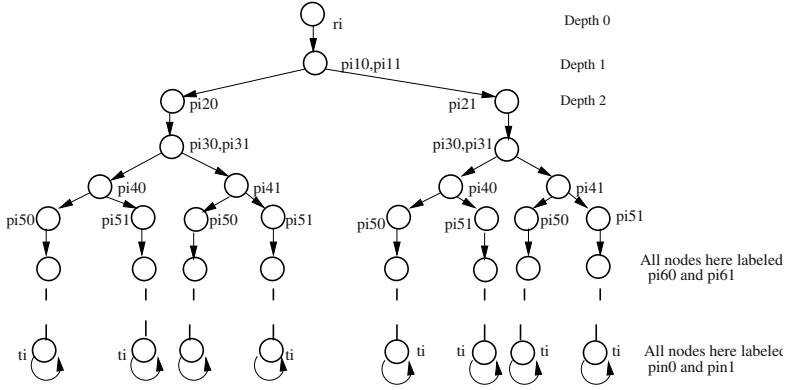 ri
Depth 0
pi10,pi11
Depth 1
pi20
pi21
Depth 2
pi30,pi31
pi30,pi31
pi40
pi41
pi40
pi41
pi50
pi51
pi50
pi51
pi50
pi51
pi50
pi51
All nodes here labeled
pi60 and pi61
ti
ti
ti
ti
ti
ti
ti
All nodes here labeled
pin0 and pin1